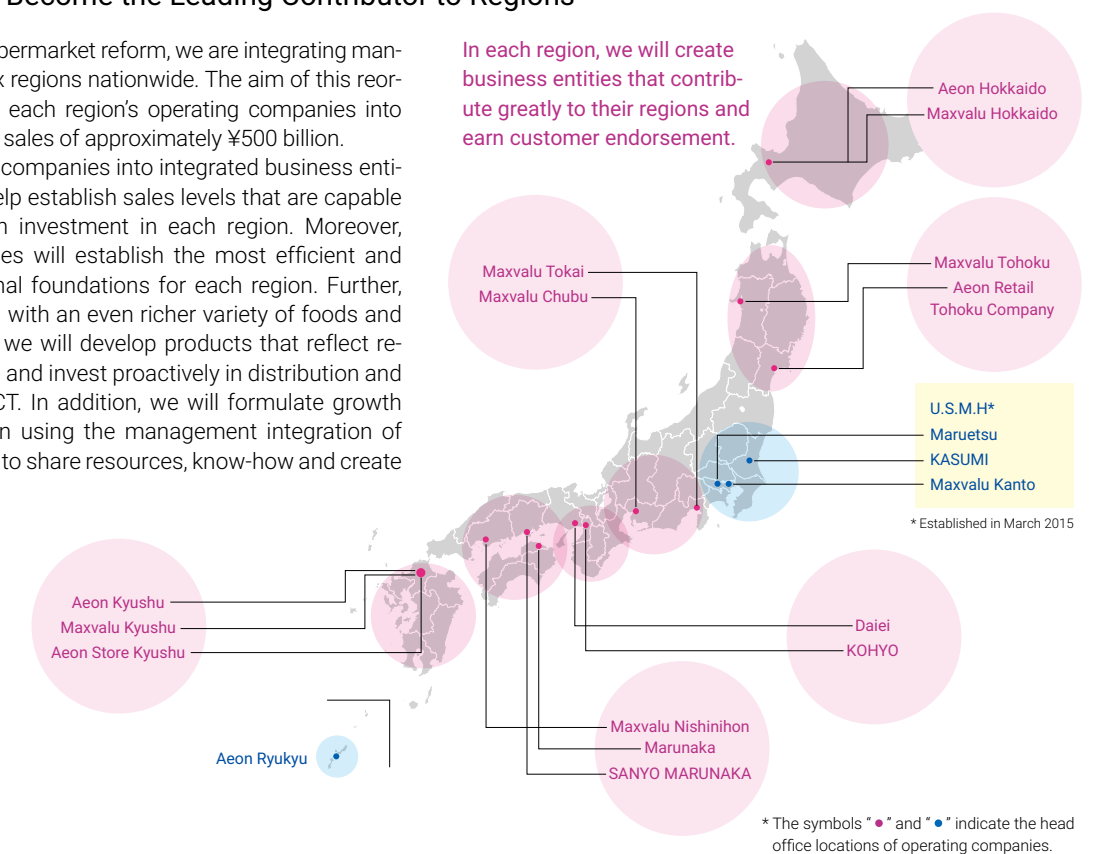 Become the Leading Contributor to Regions
permarket reform, we are integrating man-
regions nationwide. The aim of this reor-
each region's operating companies into
sales of approximately ¥500 billion.
companies into integrated business enti-
elp establish sales levels that are capable
investment in each region. Moreover,
es will establish the most efficient and
nal foundations for each region. Further,
with an even richer variety of foods and
we will develop products that reflect re-
and invest proactively in distribution and
CT. In addition, we will formulate growth
n using the management integration of
to share resources, know-how and create
In each region, we will create
business entities that contrib-
ute greatly to their regions and
earn customer endorsement.
Aeon Hokkaido
Maxvalu Hokkaido
Maxvalu Tokai
Maxvalu Chubu
Maxvalu Tohoku
Aeon Retail
Tohoku Company
U.S.M.H*
Maruetsu
KASUMI
Maxvalu Kanto
* Established in March 2015
Aeon Kyushu
Maxvalu Kyushu
Aeon Store Kyushu
Daiei
KOHYO
Maxvalu Nishinihon
Marunaka
SANYO MARUNAKA
Aeon Ryukyu
* The symbols "●" and "●" indicate the head
office locations of operating companies.